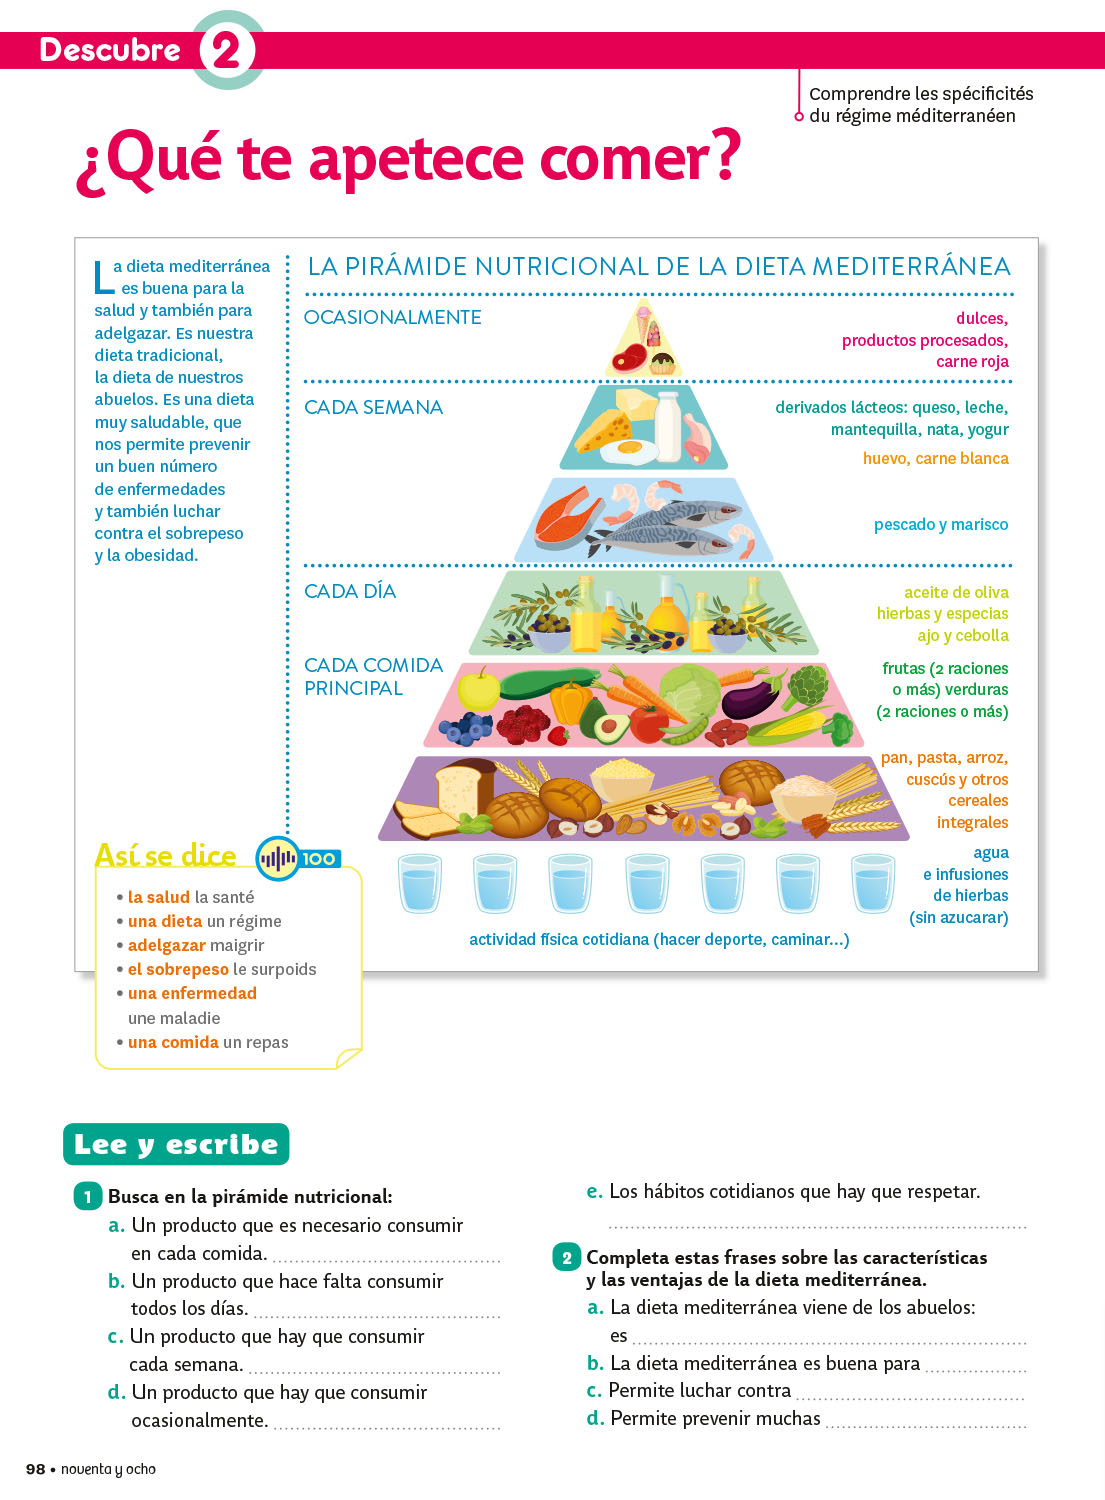 Descubre 2
Comprendre les spécificités
du régime méditerranéen
¿Qué te apetece comer?
La dieta mediterránea
es buena para la
salud y también para
adelgazar. Es nuestra
dieta tradicional,
la dieta de nuestros
abuelos. Es una dieta
muy saludable, que
nos permite prevenir
un buen número
de enfermedades
y también luchar
contra el sobrepeso
y la obesidad.
LA PIRÁMIDE NUTRICIONAL DE LA DIETA MEDITERRÁNEA
OCASIONALMENTE
dulces,
productos procesados,
carne roja
CADA SEMANA
derivados lácteos: queso, leche,
mantequilla, nata, yogur
huevo, carne blanca
pescado y marisco
CADA DÍA
aceite de oliva
hierbas y especias
ajo y cebolla
CADA COMIDA
PRINCIPAL
frutas (2 raciones
o más) verduras
(2 raciones o más)
pan, pasta, arroz,
cuscús y otros
cereales
integrales
agua
e infusiones
de hierbas
(sin azucarar)
actividad física cotidiana (hacer deporte, caminar...)
Así se dice
100
• la salud la santé
• una dieta un régime
• adelgazar maigrir
• el sobrepeso le surpoids
• una enfermedad
une maladie
• una comida un repas
Lee y escribe
1 Busca en la pirámide nutricional:
a. Un producto que es necesario consumir
en cada comida.
b. Un producto que hace falta consumir
todos los días.
c. Un producto que hay que consumir
cada semana.
d. Un producto que hay que consumir
ocasionalmente.
e. Los hábitos cotidianos que hay que respetar.
2 Completa estas frases sobre las características
y las ventajas de la dieta mediterránea.
a. La dieta mediterránea viene de los abuelos:
es
b. La dieta mediterránea es buena para
c. Permite luchar contra
d. Permite prevenir muchas
98 • noventa y ocho